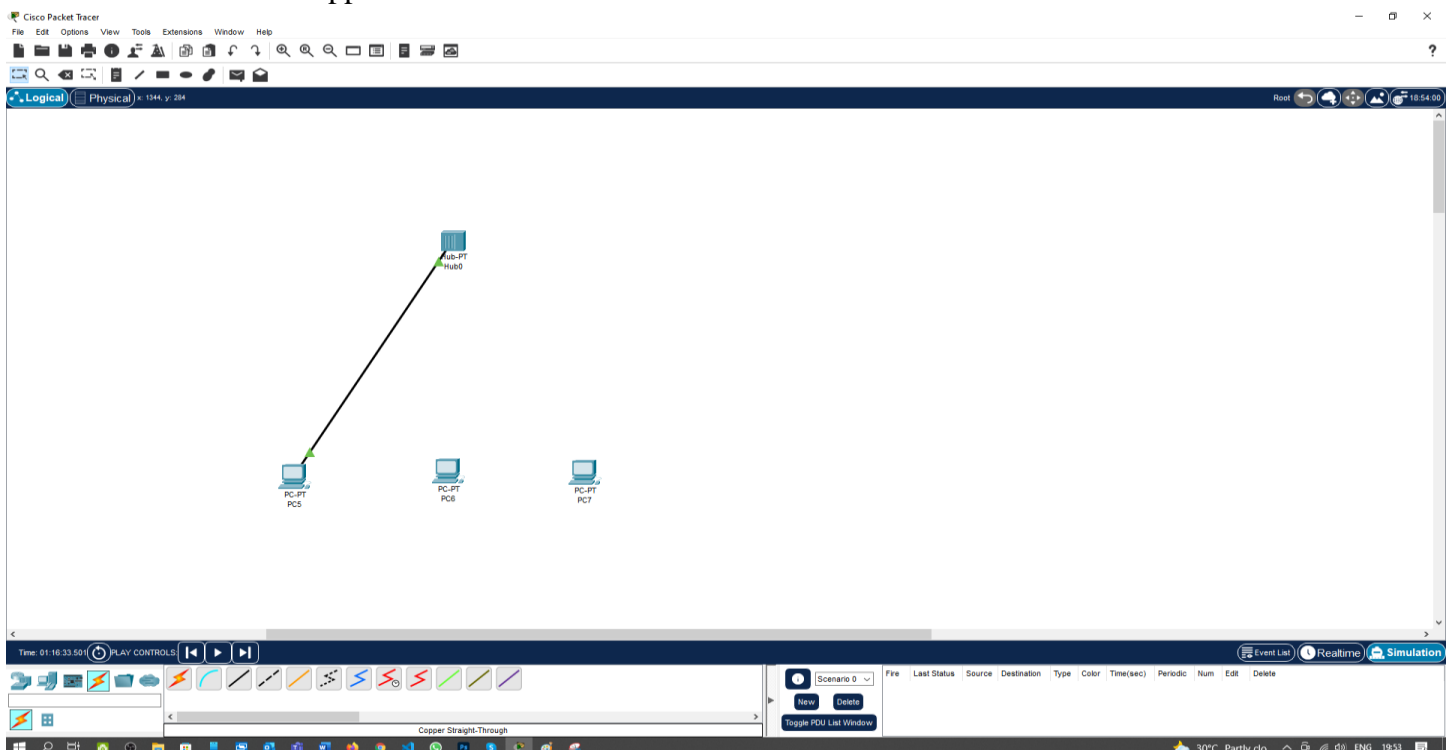 Cisco Packet Tracer
File Edit Options View Tools Extensions Window Help
?
Logical Physical x: 1344, y: 284 Root 18:54:00
Hub-PT
Hub0
PC-PT
PC5
PC-PT
PC6
PC-PT
PC7
Time: 01:16:33.501 PLAY CONTROLS: Event List Realtime Simulation
Scenario 0 Fire Last Status Source Destination Type Color Time(sec) Periodic Num Edit Delete
New Delete
Toggle PDU List Window
Copper Straight-Through
30°C Partly clo... ENG 19:53